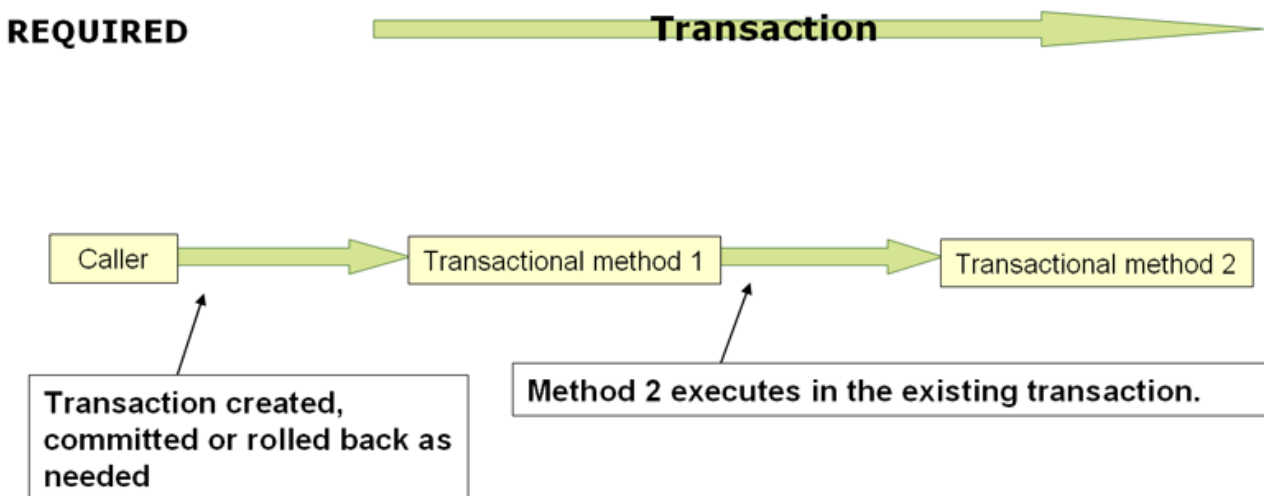 REQUIRED
Transaction
Caller
Transactional method 1
Transactional method 2
Transaction created,
committed or rolled back as
needed
Method 2 executes in the existing transaction.